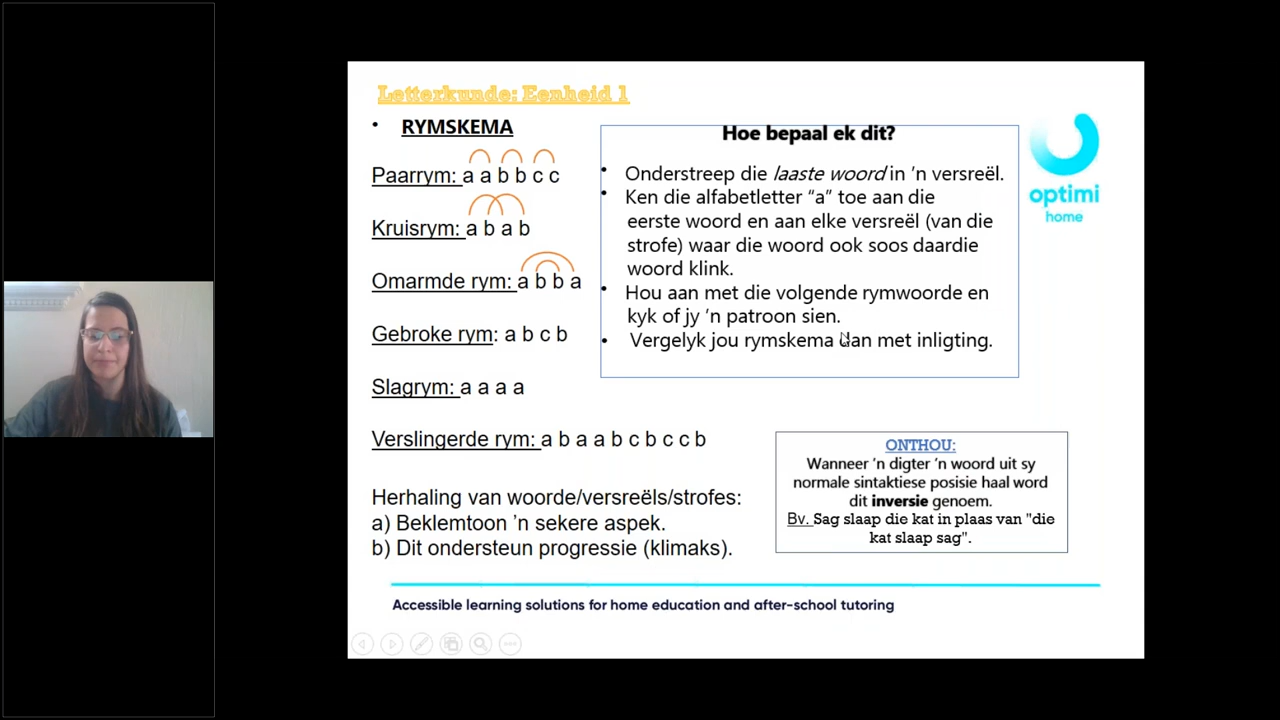 Letterkunde: Eenheid 1
• RYMSKEMA
Paarrym: a a b b c c
Kruisrym: a b a b
Omarmde rym: a b b a
Gebroke rym: a b c b
Slagrym: a a a a
Verslingerde rym: a b a a b c b c c b
Herhaling van woorde/versreëls/strofes:
a) Beklemtoon ’n sekere aspek.
b) Dit ondersteun progressie (klimaks).
Hoe bepaal ek dit?
• Onderstreep die laaste woord in ’n versreël.
• Ken die alfabetletter “a” toe aan die
eerste woord en aan elke versreël (van die
strofe) waar die woord ook soos daardie
woord klink.
• Hou aan met die volgende rymwoorde en
kyk of jy ’n patroon sien.
• Vergelyk jou rymskema dan met inligting.
optimi
home
ONTHOU:
Wanneer ’n digter ’n woord uit sy
normale sintaktiese posisie haal word
dit inversie genoem.
Bv. Sag slaap die kat in plaas van "die
kat slaap sag".
Accessible learning solutions for home education and after-school tutoring